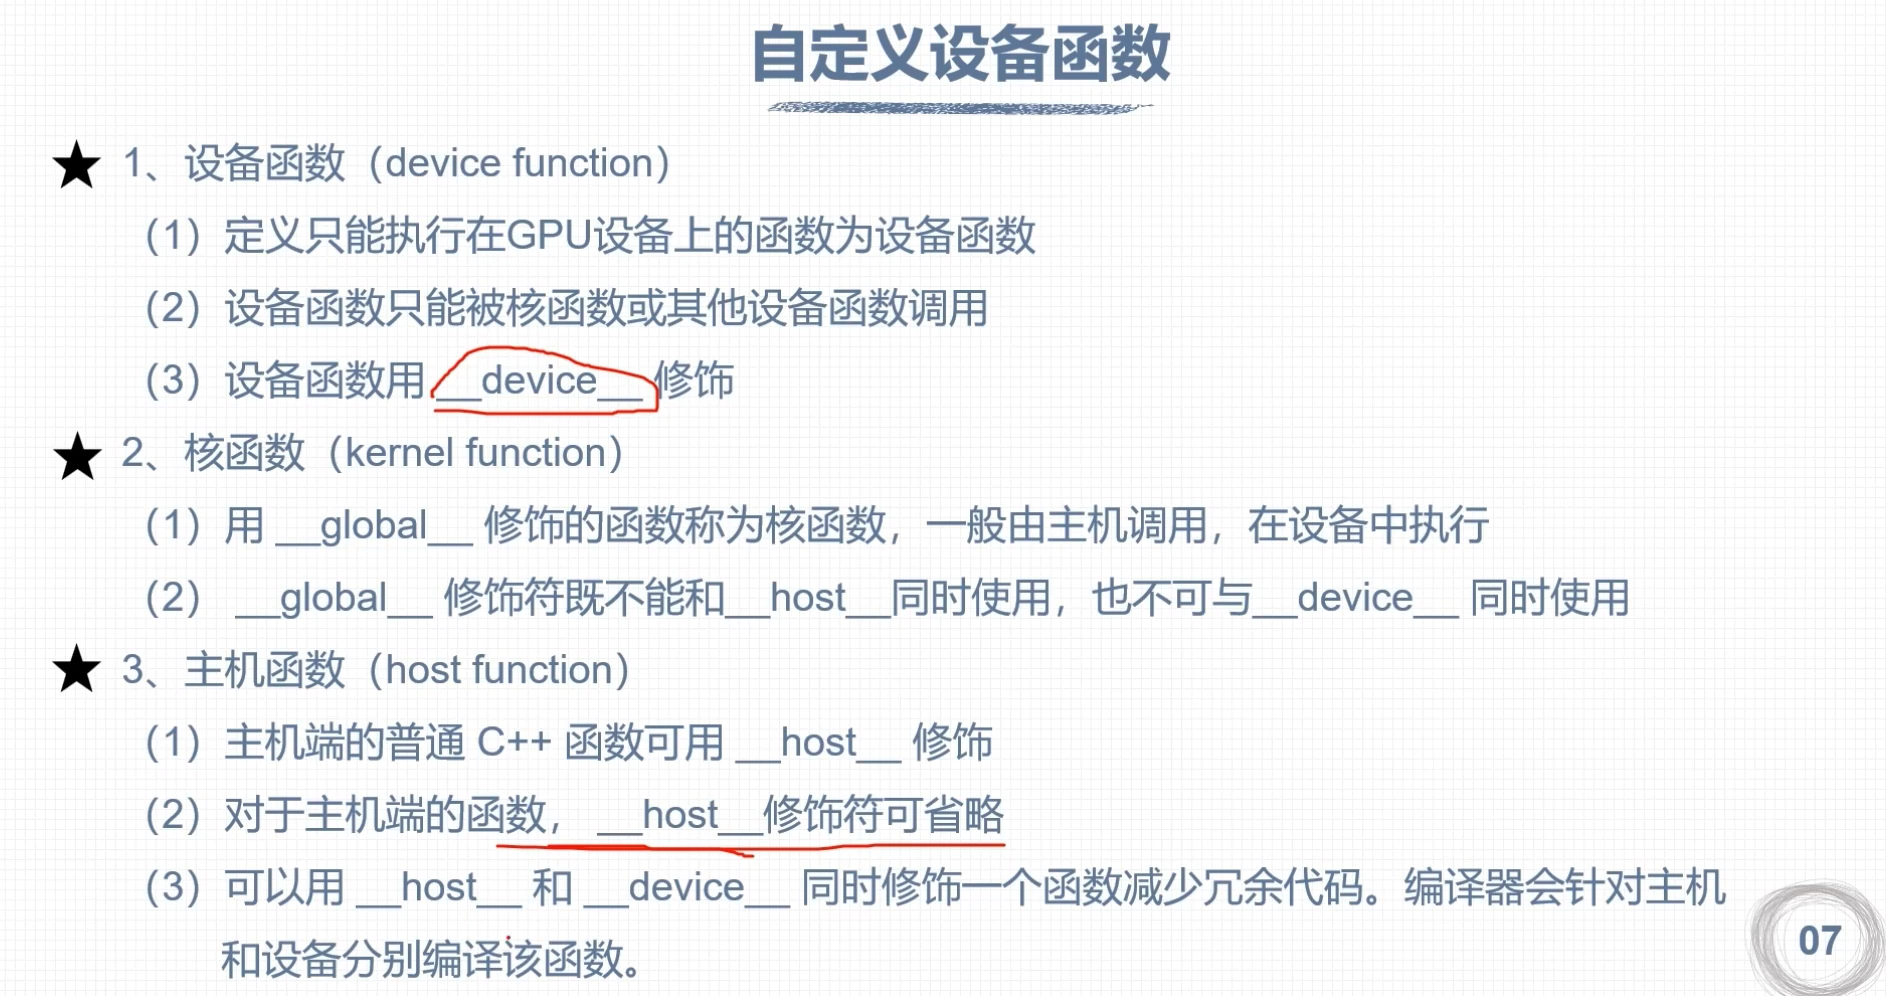 自定义设备函数
★ 1、设备函数（device function）
（1）定义只能执行在GPU设备上的函数为设备函数
（2）设备函数只能被核函数或其他设备函数调用
（3）设备函数用 __device__ 修饰
★ 2、核函数（kernel function）
（1）用 __global__ 修饰的函数称为核函数，一般由主机调用，在设备中执行
（2） __global__ 修饰符既不能和__host__同时使用，也不可与__device__ 同时使用
★ 3、主机函数（host function）
（1）主机端的普通 C++ 函数可用 __host__ 修饰
（2）对于主机端的函数， __host__修饰符可省略
（3）可以用 __host__ 和 __device__ 同时修饰一个函数减少冗余代码。编译器会针对主机
和设备分别编译该函数。
07